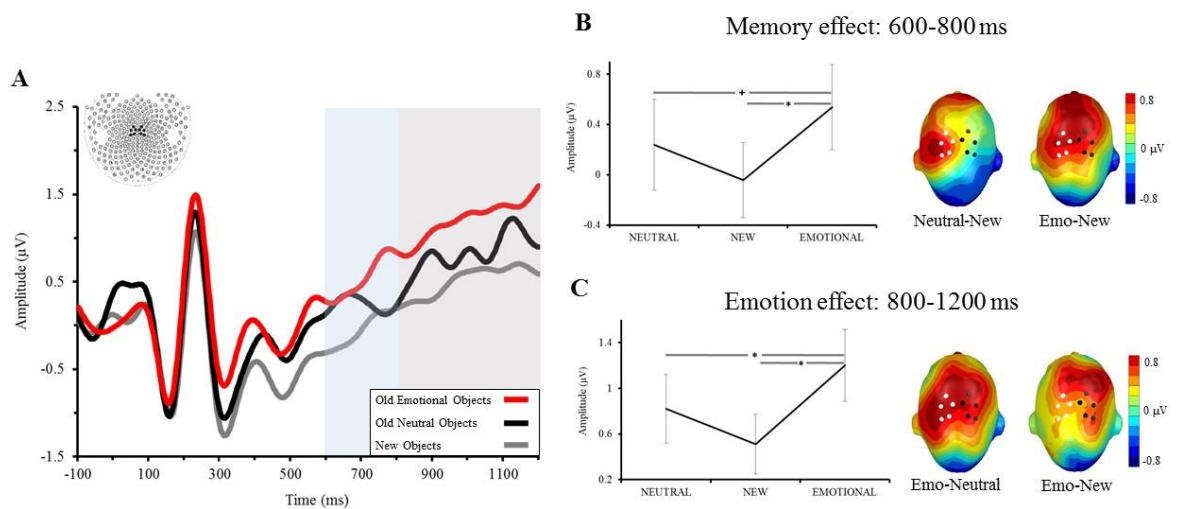 A
2.5
1.5
0.5
-0.5
-1.5
Amplitude (µV)
-100
100
300
500
700
900
1100
Time (ms)
Old Emotional Objects
Old Neutral Objects
New Objects
B
Memory effect: 600-800 ms
0.8
0.4
0
-0.4
Amplitude (µV)
+
*
NEUTRAL
NEW
EMOTIONAL
Neutral-New
Emo-New
0.8
0 µV
-0.8
C
Emotion effect: 800-1200 ms
1.4
1
0.6
0.2
Amplitude (µV)
*
*
NEUTRAL
NEW
EMOTIONAL
Emo-Neutral
Emo-New
0.8
0 µV
-0.8